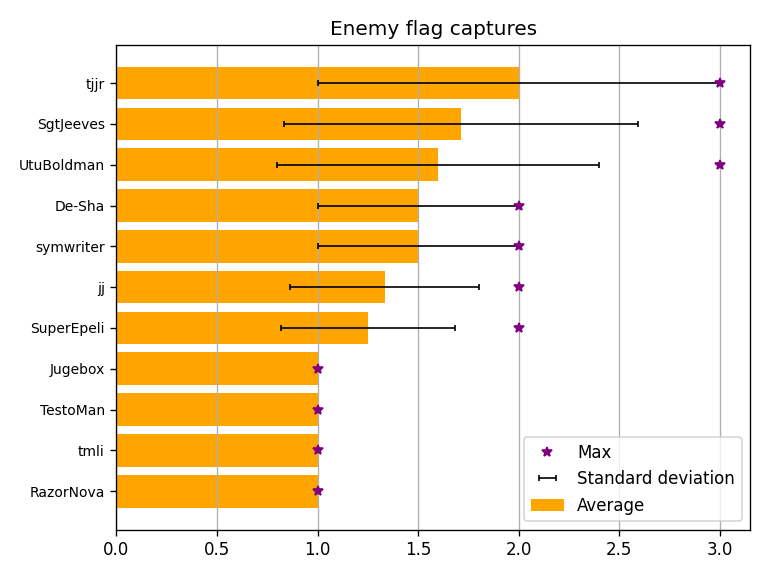 Enemy flag captures
tjjr
SgtJeeves
UtuBoldman
De-Sha
symwriter
jj
SuperEpeli
Jugebox
TestoMan
tmli
RazorNova
Max
Standard deviation
Average
0.0 0.5 1.0 1.5 2.0 2.5 3.0